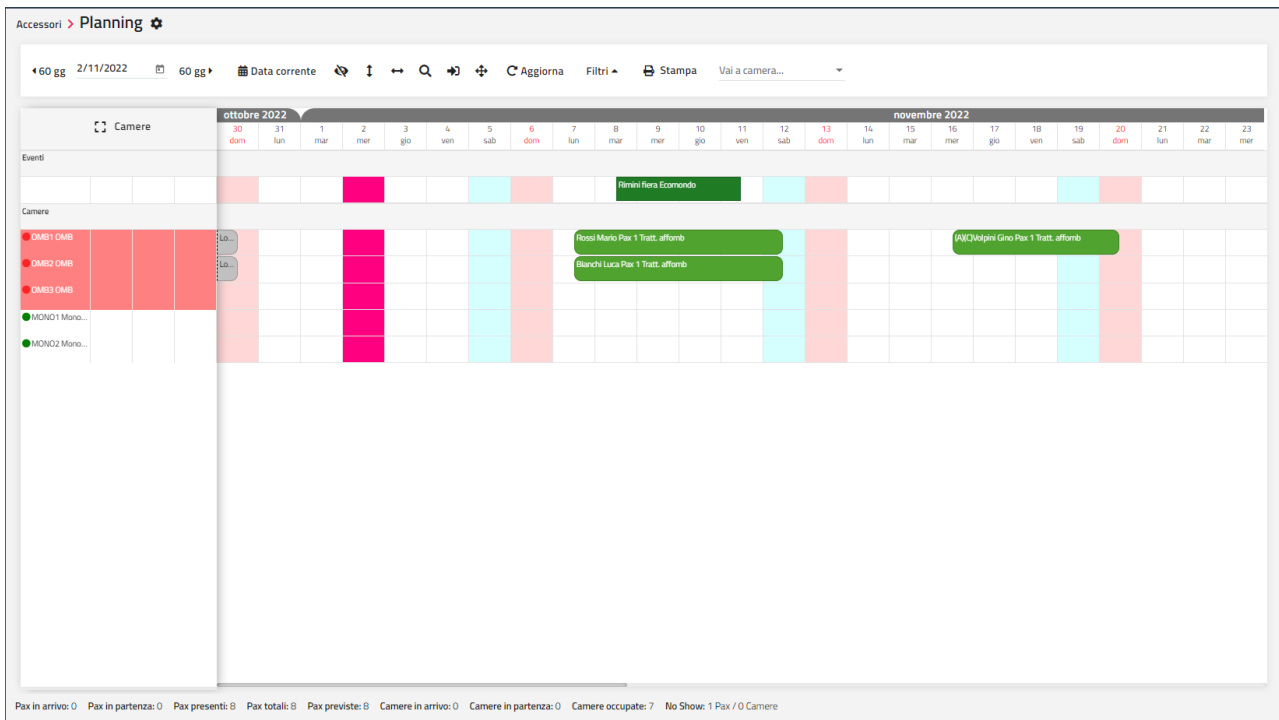 Accessori > Planning
60 gg 2/11/2022 60 gg Data corrente Aggiorna Filtri Stampa Vai a camera...
Camere
ottobre 2022 novembre 2022
30 31 1 2 3 4 5 6 7 8 9 10 11 12 13 14 15 16 17 18 19 20 21 22 23
dom lun mar mer gio ven sab dom lun mar mer gio ven sab dom lun mar mer gio ven sab dom lun mar mer
Eventi
Rimini fiera Ecomondo
Camere
OMB1 OMB Lo... Rossi Mario Pax 1 Tratt. affomb (A)(C)Volpini Gino Pax 1 Tratt. affomb
OMB2 OMB Lo... Bianchi Luca Pax 1 Tratt. affomb
OMB3 OMB
MONO1 Mono...
MONO2 Mono...
Pax in arrivo: 0 Pax in partenza: 0 Pax presenti: 8 Pax totali: 8 Pax previste: 8 Camere in arrivo: 0 Camere in partenza: 0 Camere occupate: 7 No Show: 1 Pax / 0 Camere